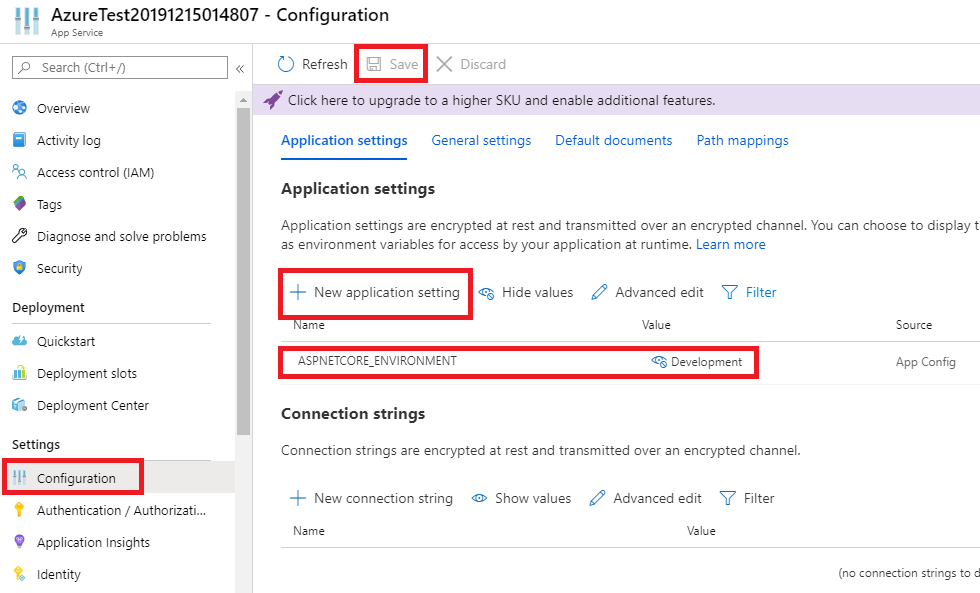 AzureTest20191215014807 - Configuration
App Service
Search (Ctrl+/)
«
Overview
Activity log
Access control (IAM)
Tags
Diagnose and solve problems
Security
Deployment
Quickstart
Deployment slots
Deployment Center
Settings
Configuration
Authentication / Authorizati...
Application Insights
Identity
Refresh Save Discard
Click here to upgrade to a higher SKU and enable additional features.
Application settings General settings Default documents Path mappings
Application settings
Application settings are encrypted at rest and transmitted over an encrypted channel. You can choose to display t
as environment variables for access by your application at runtime. Learn more
New application setting Hide values Advanced edit Filter
Name Value Source
ASPNETCORE_ENVIRONMENT Development App Config
Connection strings
Connection strings are encrypted at rest and transmitted over an encrypted channel.
New connection string Show values Advanced edit Filter
Name Value
(no connection strings to d